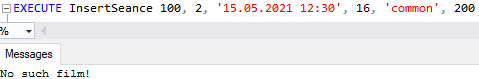 EXECUTE InsertSeance 100, 2, '15.05.2021 12:30', 16, 'common', 200
%
Messages
No such film!